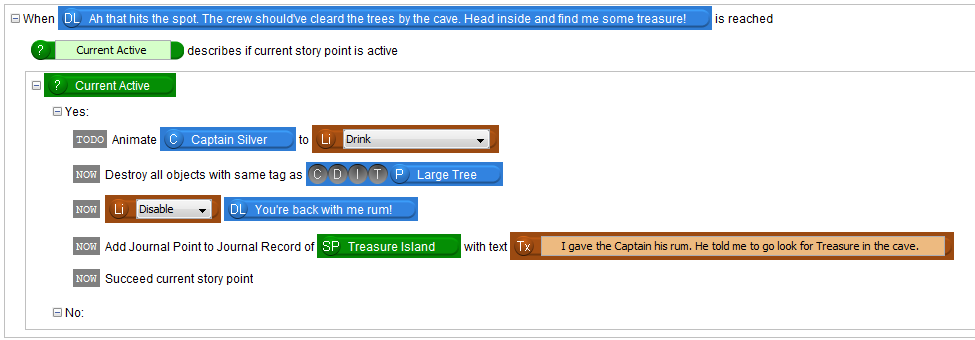 When DL Ah that hits the spot. The crew should've cleard the trees by the cave. Head inside and find me some treasure! is reached
? Current Active describes if current story point is active
? Current Active
Yes:
TODO Animate C Captain Silver to Li Drink
NOW Destroy all objects with same tag as C D I T P Large Tree
NOW Li Disable DL You're back with me rum!
NOW Add Journal Point to Journal Record of SP Treasure Island with text Tx I gave the Captain his rum. He told me to go look for Treasure in the cave.
NOW Succeed current story point
No: